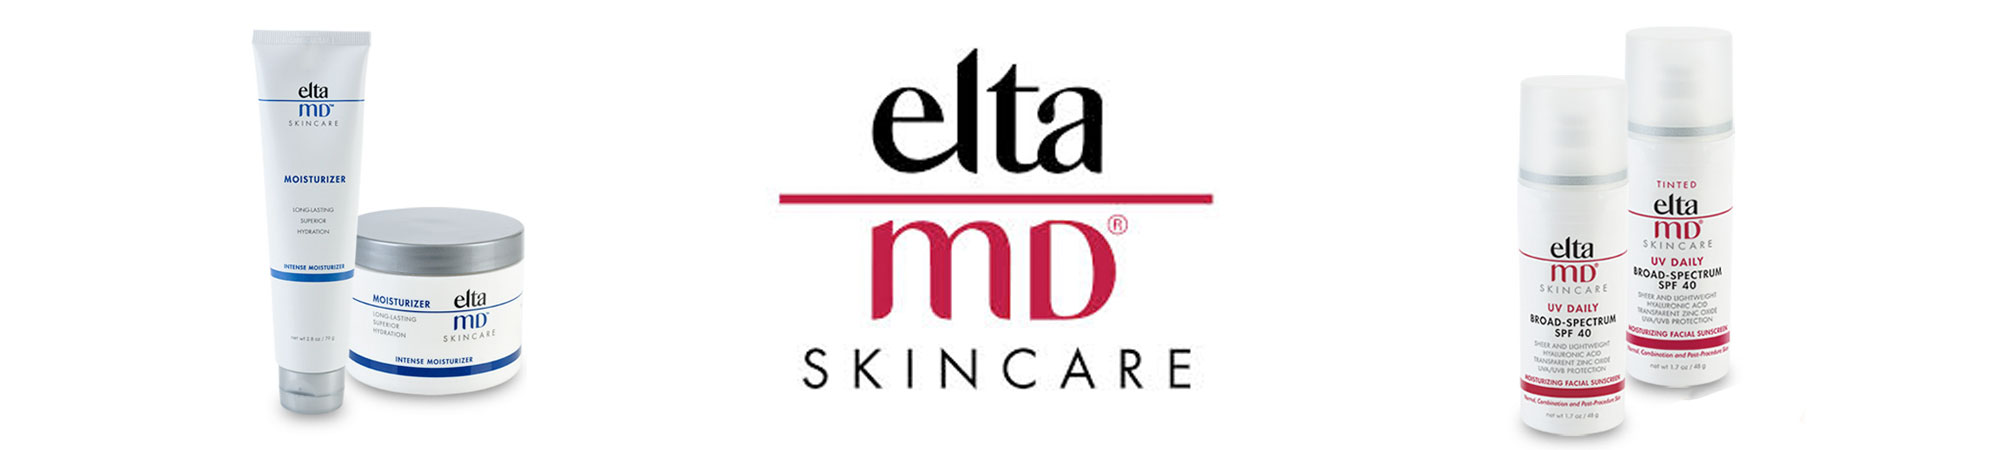 elta
MD™
SKINCARE
MOISTURIZER
LONG-LASTING
SUPERIOR
HYDRATION
INTENSE MOISTURIZER
net wt 2.8 oz / 79 g
MOISTURIZER
LONG-LASTING
SUPERIOR
HYDRATION
elta
MD™
SKINCARE
INTENSE MOISTURIZER
elta
MD®
SKINCARE
elta
MD®
SKINCARE
UV DAILY
BROAD-SPECTRUM
SPF 40
SHEER AND LIGHTWEIGHT
HYALURONIC ACID
TRANSPARENT ZINC OXIDE
UVA/UVB PROTECTION
MOISTURIZING FACIAL SUNSCREEN
Normal, Combination and Post-Procedure Skin
net wt 1.7 oz / 48 g
TINTED
elta
MD®
SKINCARE
UV DAILY
BROAD-SPECTRUM
SPF 40
SHEER AND LIGHTWEIGHT
HYALURONIC ACID
TRANSPARENT ZINC OXIDE
UVA/UVB PROTECTION
MOISTURIZING FACIAL SUNSCREEN
Normal, Combination and Post-Procedure Skin
net wt 1.7 oz / 48 g